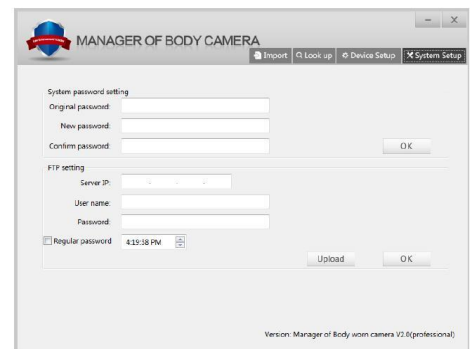 MANAGER OF BODY CAMERA
Import Look up Device Setup System Setup
System password setting
Original password:
New password:
Confirm password:
OK
FTP setting
Server IP:
User name:
Password:
Regular password 4:19:38 PM
Upload OK
Version: Manager of Body worn camera V2.0(professional)